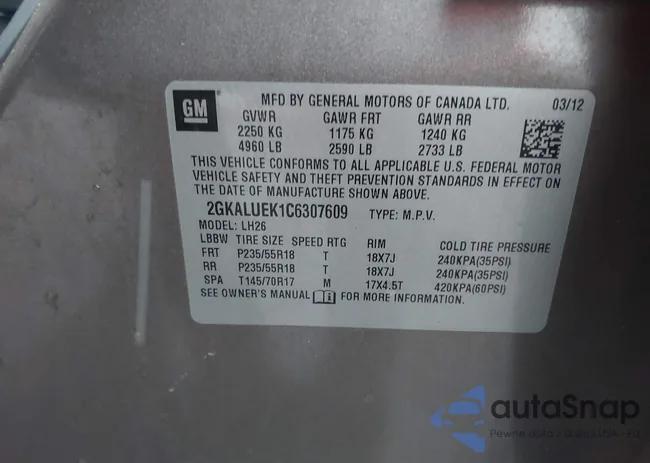 GM
MFD BY GENERAL MOTORS OF CANADA LTD. 03/12
GVWR GAWR FRT GAWR RR
2250 KG 1175 KG 1240 KG
4960 LB 2590 LB 2733 LB
THIS VEHICLE CONFORMS TO ALL APPLICABLE U.S. FEDERAL MOTOR
VEHICLE SAFETY AND THEFT PREVENTION STANDARDS IN EFFECT ON
THE DATE OF MANUFACTURE SHOWN ABOVE.
2GKALUEK1C6307609 TYPE: M.P.V.
MODEL: LH26
LBBW TIRE SIZE SPEED RTG RIM COLD TIRE PRESSURE
FRT P235/55R18 T 18X7J 240KPA(35PSI)
RR P235/55R18 T 18X7J 240KPA(35PSI)
SPA T145/70R17 M 17X4.5T 420KPA(60PSI)
SEE OWNER'S MANUAL FOR MORE INFORMATION.
autaSnap
Pewne auta z